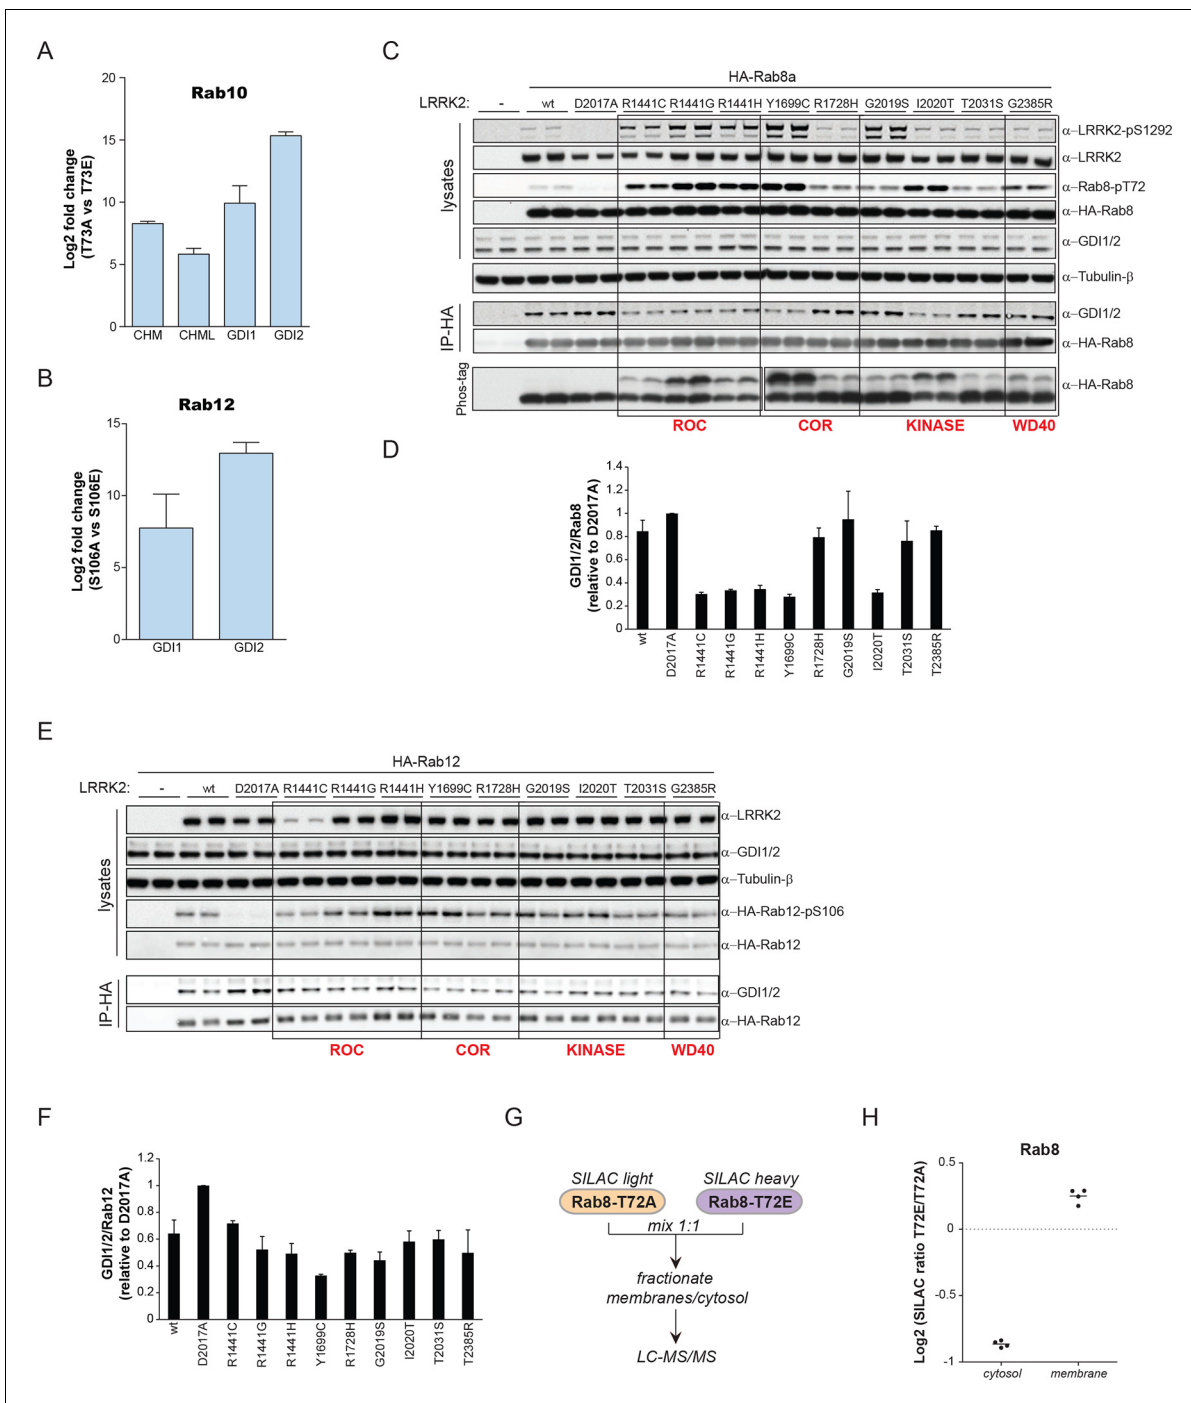 A
Rab10
Log2 fold change
(T73A vs T73E)
20
15
10
5
0
CHM CHML GDI1 GDI2
B
Rab12
Log2 fold change
(S106A vs S106E)
15
10
5
0
GDI1 GDI2
C
HA-Rab8a
LRRK2: - wt D2017A R1441C R1441G R1441H Y1699C R1728H G2019S I2020T T2031S G2385R
lysates
α-LRRK2-pS1292
α-LRRK2
α-Rab8-pT72
α-HA-Rab8
α-GDI1/2
α-Tubulin-β
IP-HA
α-GDI1/2
α-HA-Rab8
Phos-tag
α-HA-Rab8
ROC COR KINASE WD40
D
GDI1/2/Rab8
(relative to D2017A)
1.4
1.2
1
0.8
0.6
0.4
0.2
0
wt D2017A R1441C R1441G R1441H Y1699C R1728H G2019S I2020T T2031S T2385R
E
HA-Rab12
LRRK2: - wt D2017A R1441C R1441G R1441H Y1699C R1728H G2019S I2020T T2031S G2385R
lysates
α-LRRK2
α-GDI1/2
α-Tubulin-β
α-HA-Rab12-pS106
α-HA-Rab12
IP-HA
α-GDI1/2
α-HA-Rab12
ROC COR KINASE WD40
F
GDI1/2/Rab12
(relative to D2017A)
1.2
1
0.8
0.6
0.4
0.2
0
wt D2017A R1441C R1441G R1441H Y1699C R1728H G2019S I2020T T2031S T2385R
G
SILAC light SILAC heavy
Rab8-T72A Rab8-T72E
mix 1:1
fractionate
membranes/cytosol
LC-MS/MS
H
Rab8
Log2 (SILAC ratio T72E/T72A)
0.5
0
-0.5
-1
cytosol membrane